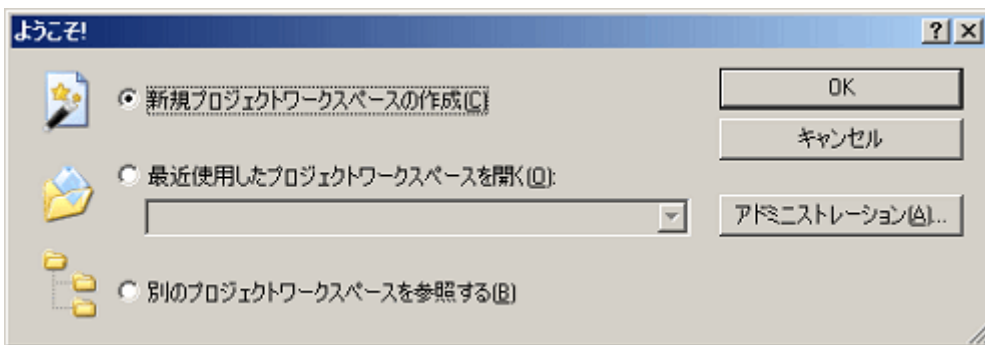 ようこそ!
新規プロジェクトワークスペースの作成(C)
最近使用したプロジェクトワークスペースを開く(O):
別のプロジェクトワークスペースを参照する(B)
OK
キャンセル
アドミニストレーション(A)...